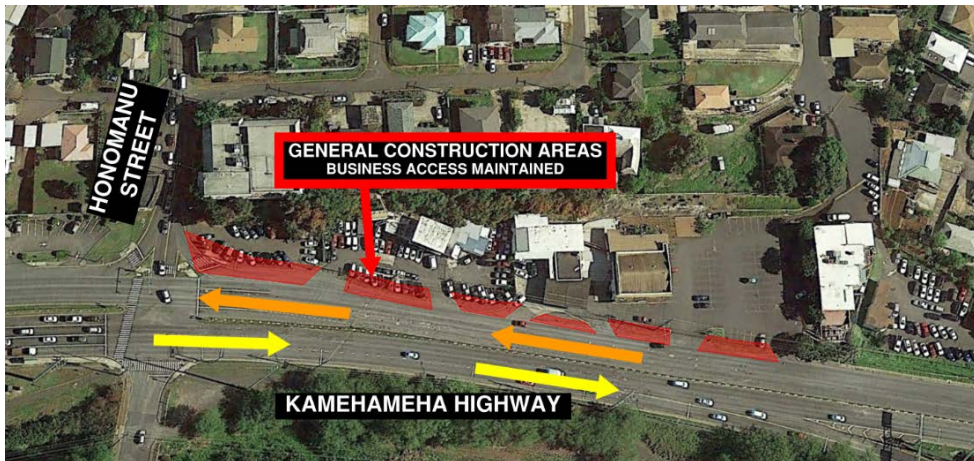 HONOMANU
STREET
GENERAL CONSTRUCTION AREAS
BUSINESS ACCESS MAINTAINED
KAMEHAMEHA HIGHWAY